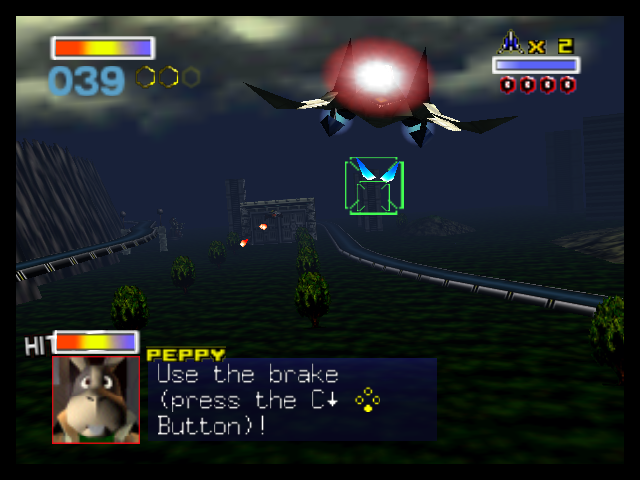 x 2
039
HIT
PEPPY
Use the brake
(press the C↓
Button)!